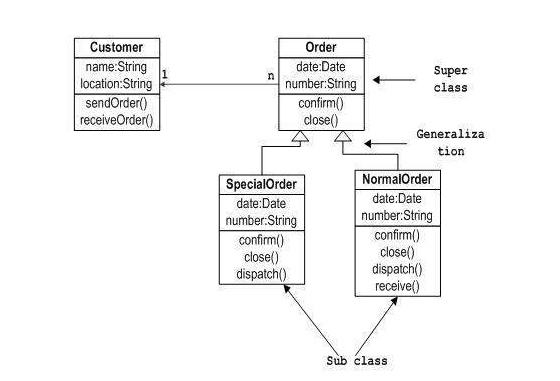 Customer
name:String
location:String
sendOrder()
receiveOrder()
1
n
Order
date:Date
number:String
confirm()
close()
Super
class
Generaliza
tion
SpecialOrder
date:Date
number:String
confirm()
close()
dispatch()
NormalOrder
date:Date
number:String
confirm()
close()
dispatch()
receive()
Sub class